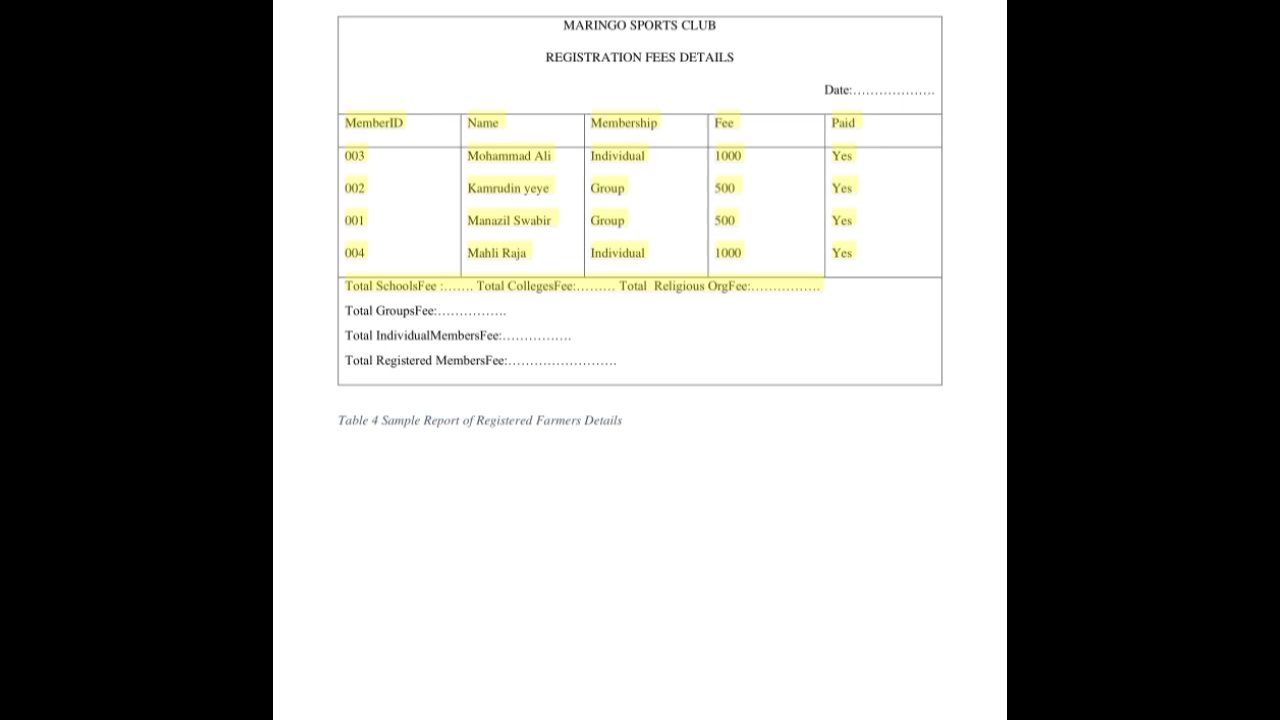 MARINGO SPORTS CLUB
REGISTRATION FEES DETAILS
Date:...................
MemberID Name Membership Fee Paid
003 Mohammad Ali Individual 1000 Yes
002 Kamrudin yeye Group 500 Yes
001 Manazil Swabir Group 500 Yes
004 Mahli Raja Individual 1000 Yes
Total SchoolsFee :....... Total CollegesFee:......... Total Religious OrgFee:................
Total GroupsFee:................
Total IndividualMembersFee:................
Total Registered MembersFee:.........................
Table 4 Sample Report of Registered Farmers Details